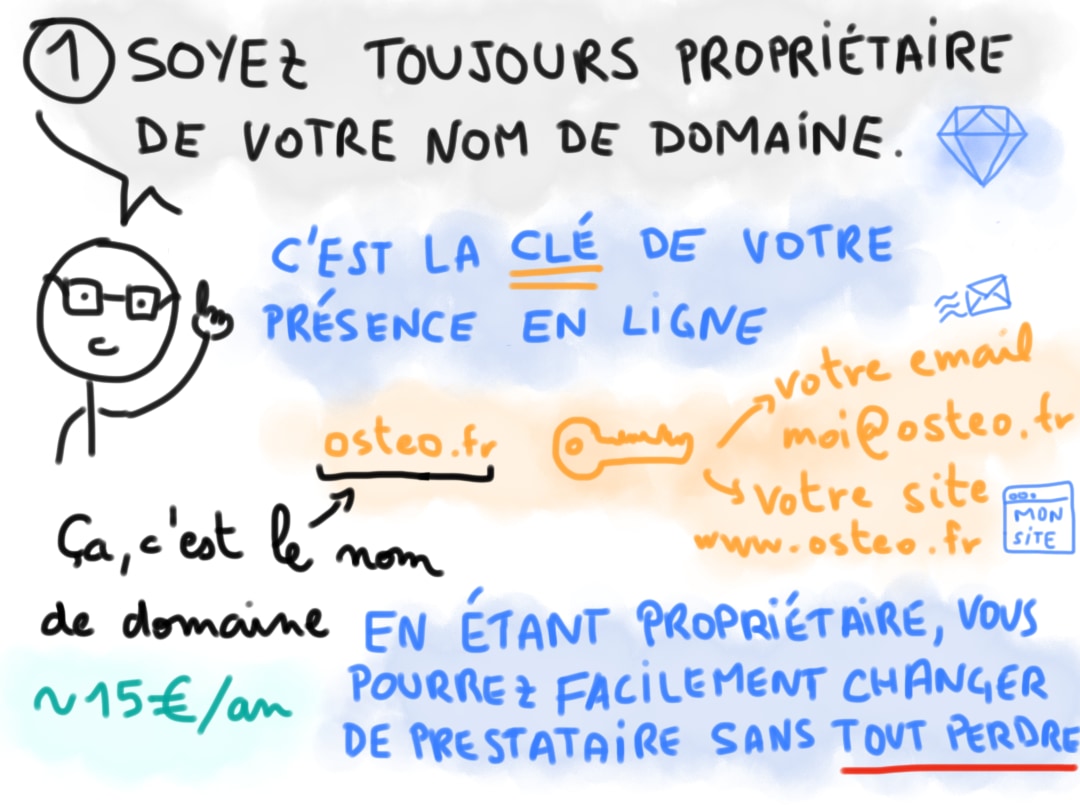 1 SOYEZ TOUJOURS PROPRIÉTAIRE
DE VOTRE NOM DE DOMAINE.
C'EST LA CLÉ DE VOTRE
PRÉSENCE EN LIGNE
votre email
moi@osteo.fr
osteo.fr
votre site
www.osteo.fr
MON
SITE
Ça, c'est le nom
de domaine
~15€/an
EN ÉTANT PROPRIÉTAIRE, VOUS
POURREZ FACILEMENT CHANGER
DE PRESTATAIRE SANS TOUT PERDRE